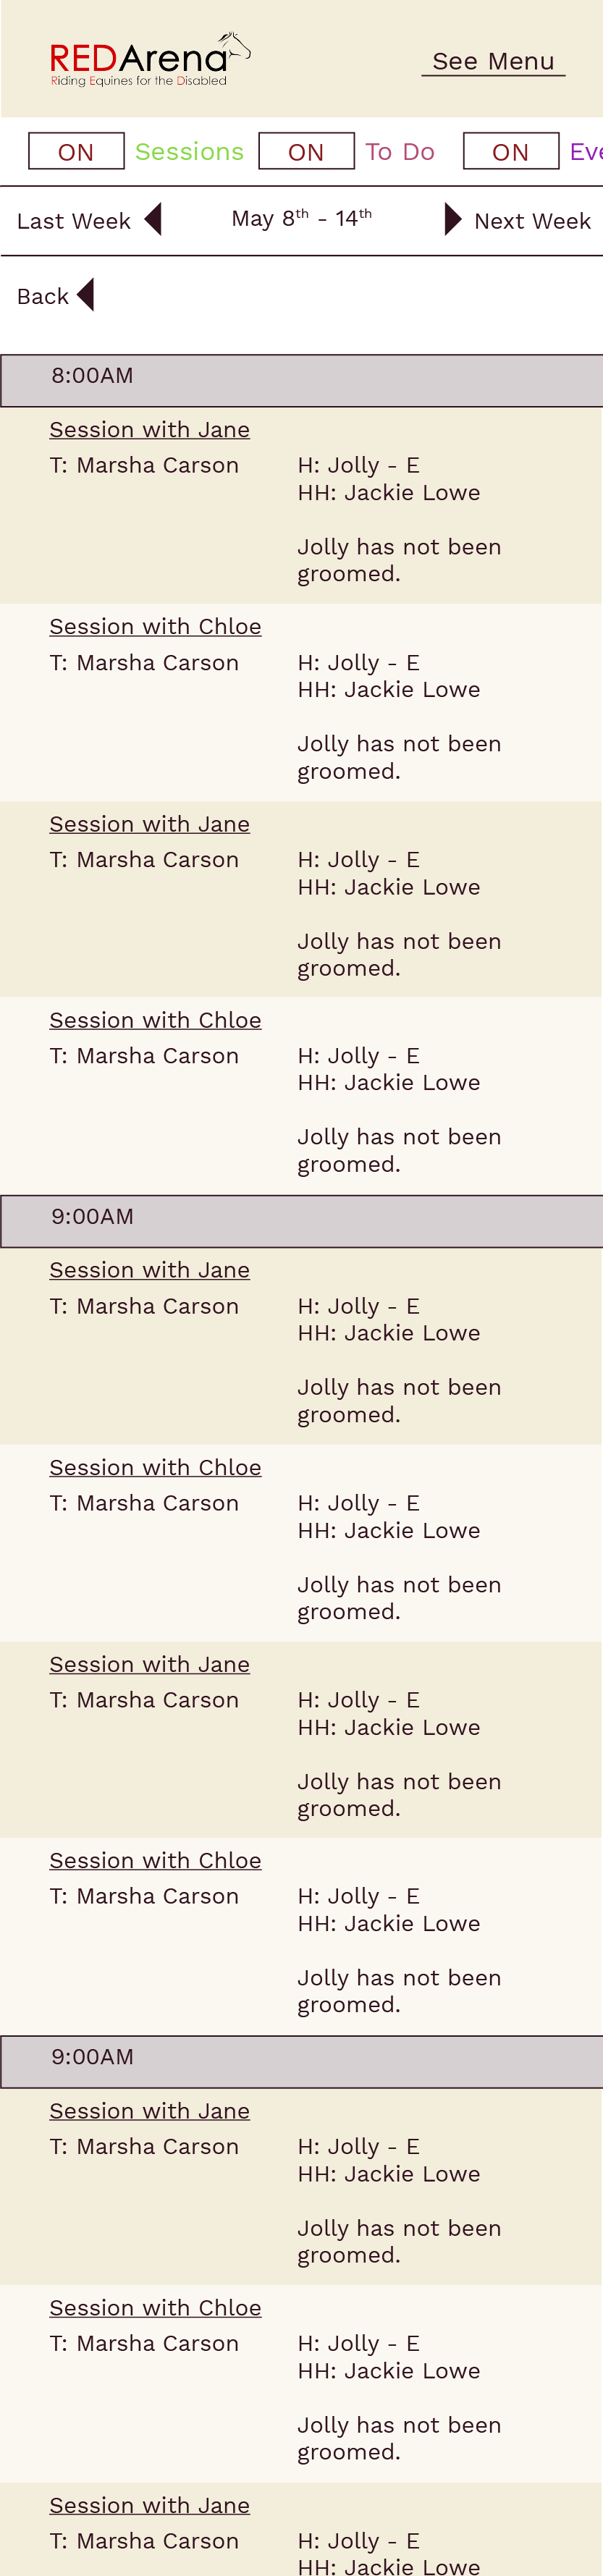 REDArena
Riding Equines for the Disabled
See Menu
ON Sessions ON To Do ON Eve
Last Week May 8th - 14th Next Week
Back
8:00AM
Session with Jane
T: Marsha Carson H: Jolly - E
HH: Jackie Lowe
Jolly has not been
groomed.
Session with Chloe
T: Marsha Carson H: Jolly - E
HH: Jackie Lowe
Jolly has not been
groomed.
Session with Jane
T: Marsha Carson H: Jolly - E
HH: Jackie Lowe
Jolly has not been
groomed.
Session with Chloe
T: Marsha Carson H: Jolly - E
HH: Jackie Lowe
Jolly has not been
groomed.
9:00AM
Session with Jane
T: Marsha Carson H: Jolly - E
HH: Jackie Lowe
Jolly has not been
groomed.
Session with Chloe
T: Marsha Carson H: Jolly - E
HH: Jackie Lowe
Jolly has not been
groomed.
Session with Jane
T: Marsha Carson H: Jolly - E
HH: Jackie Lowe
Jolly has not been
groomed.
Session with Chloe
T: Marsha Carson H: Jolly - E
HH: Jackie Lowe
Jolly has not been
groomed.
9:00AM
Session with Jane
T: Marsha Carson H: Jolly - E
HH: Jackie Lowe
Jolly has not been
groomed.
Session with Chloe
T: Marsha Carson H: Jolly - E
HH: Jackie Lowe
Jolly has not been
groomed.
Session with Jane
T: Marsha Carson H: Jolly - E
HH: Jackie Lowe